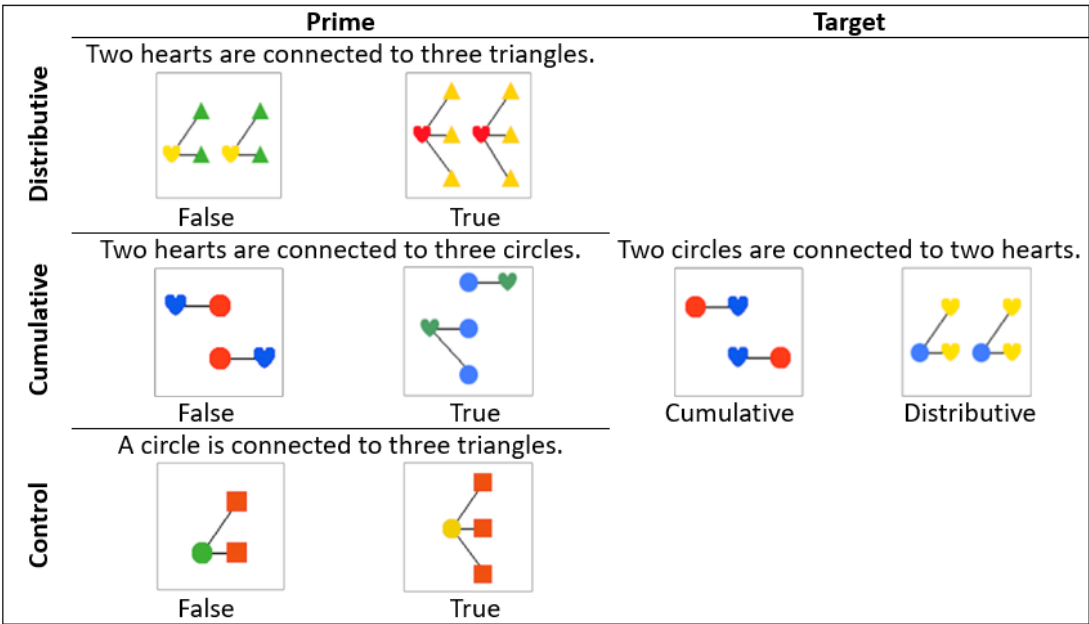 Prime Target
Distributive
Two hearts are connected to three triangles.
False True
Cumulative
Two hearts are connected to three circles. Two circles are connected to two hearts.
False True Cumulative Distributive
Control
A circle is connected to three triangles.
False True